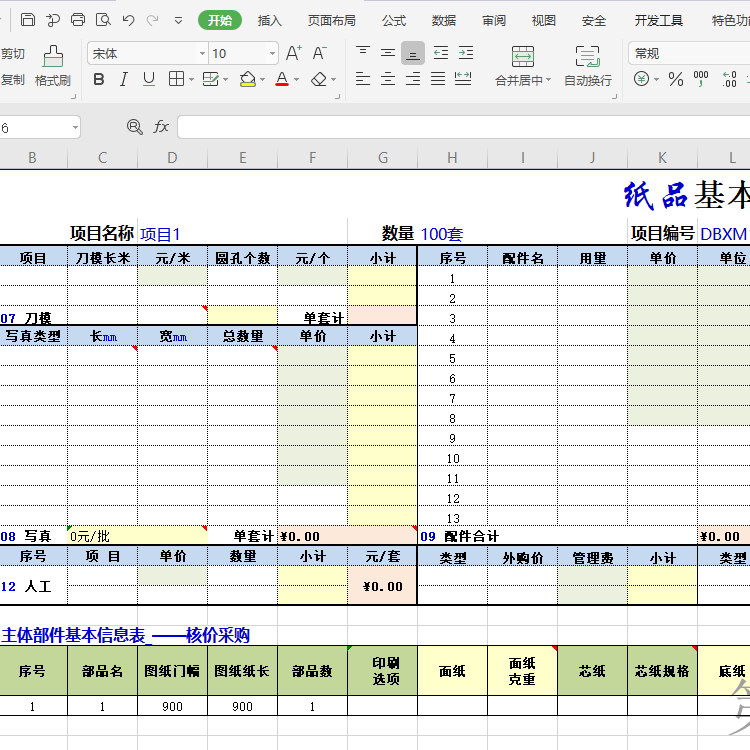 开始 插入 页面布局 公式 数据 审阅 视图 安全 开发工具 特色功
剪切 宋体 10 A+ A- 常规
复制 格式刷 B I U A 合并居中 自动换行 % 000 .00
6 fx
B C D E F G H I J K L
纸品基本
项目名称 项目1 数量 100套 项目编号 DBXM
项目 刀模长米 元/米 圆孔个数 元/个 小计 序号 配件名 用量 单价 单位
1
2
07 刀模 单套计 3
写真类型 长mm 宽mm 总数量 单价 小计 4
5
6
7
8
9
10
11
12
13
08 写真 0元/批 单套计 ¥0.00 09 配件合计 ¥0.00
序号 项 目 单价 数量 小计 元/套 类型 外购价 管理费 小计 类型
12 人工 ¥0.00
主体部件基本信息表_——核价采购
序号 部品名 图纸门幅 图纸纸长 部品数 印刷选项 面纸 面纸克重 芯纸 芯纸规格 底纸
1 1 900 900 1